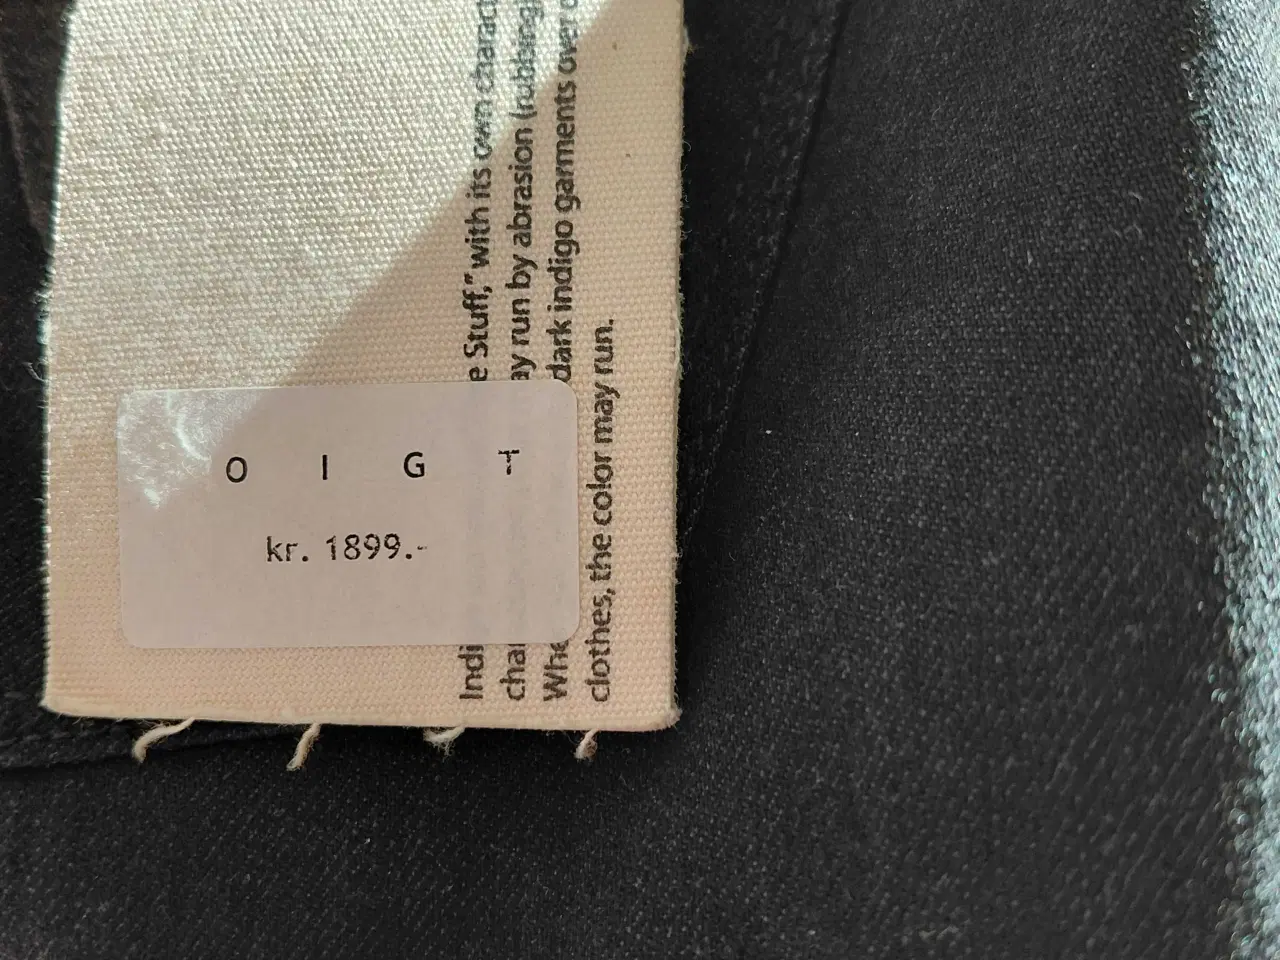 O I G T
kr. 1899.-
Indi e Stuff," with its own charac
cha ay run by abrasion (rubbing
Whe dark indigo garments over
clothes, the color may run.